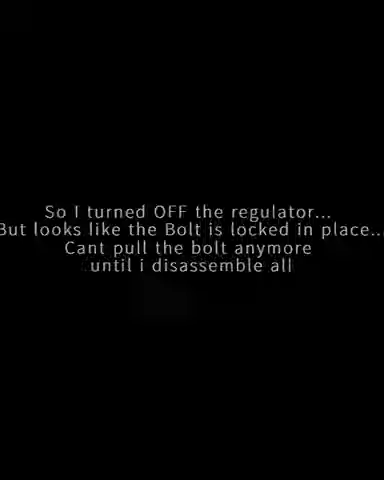 So I turned OFF the regulator...
But looks like the Bolt is locked in place...
Cant pull the bolt anymore
until i disassemble all